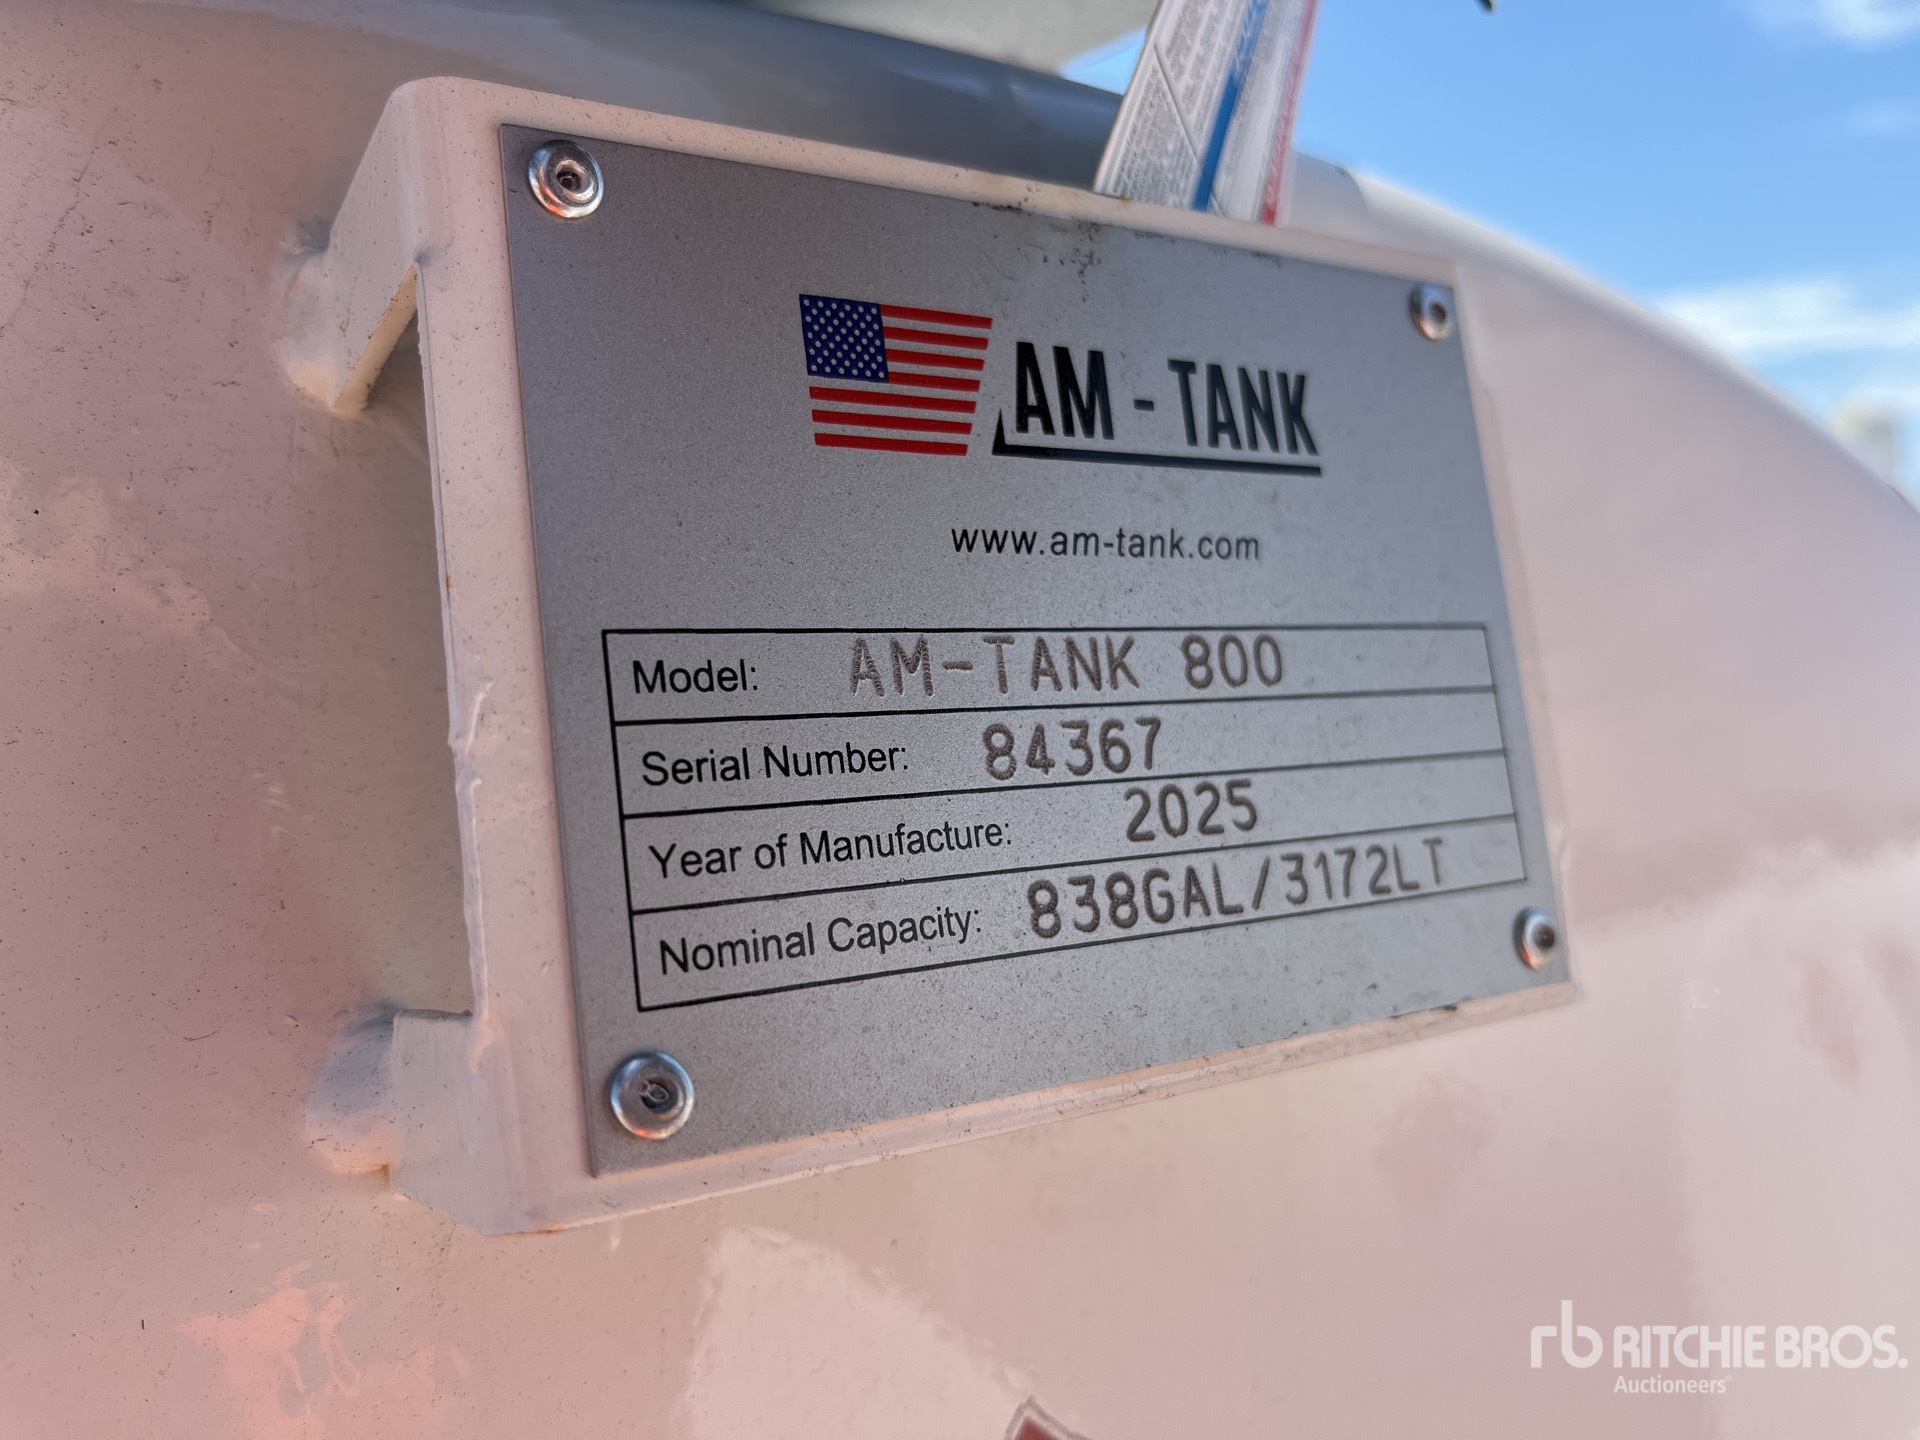 AM - TANK
www.am-tank.com
Model: AM-TANK 800
Serial Number: 84367
Year of Manufacture: 2025
Nominal Capacity: 838GAL/3172LT
rb RITCHIE BROS.
Auctioneers